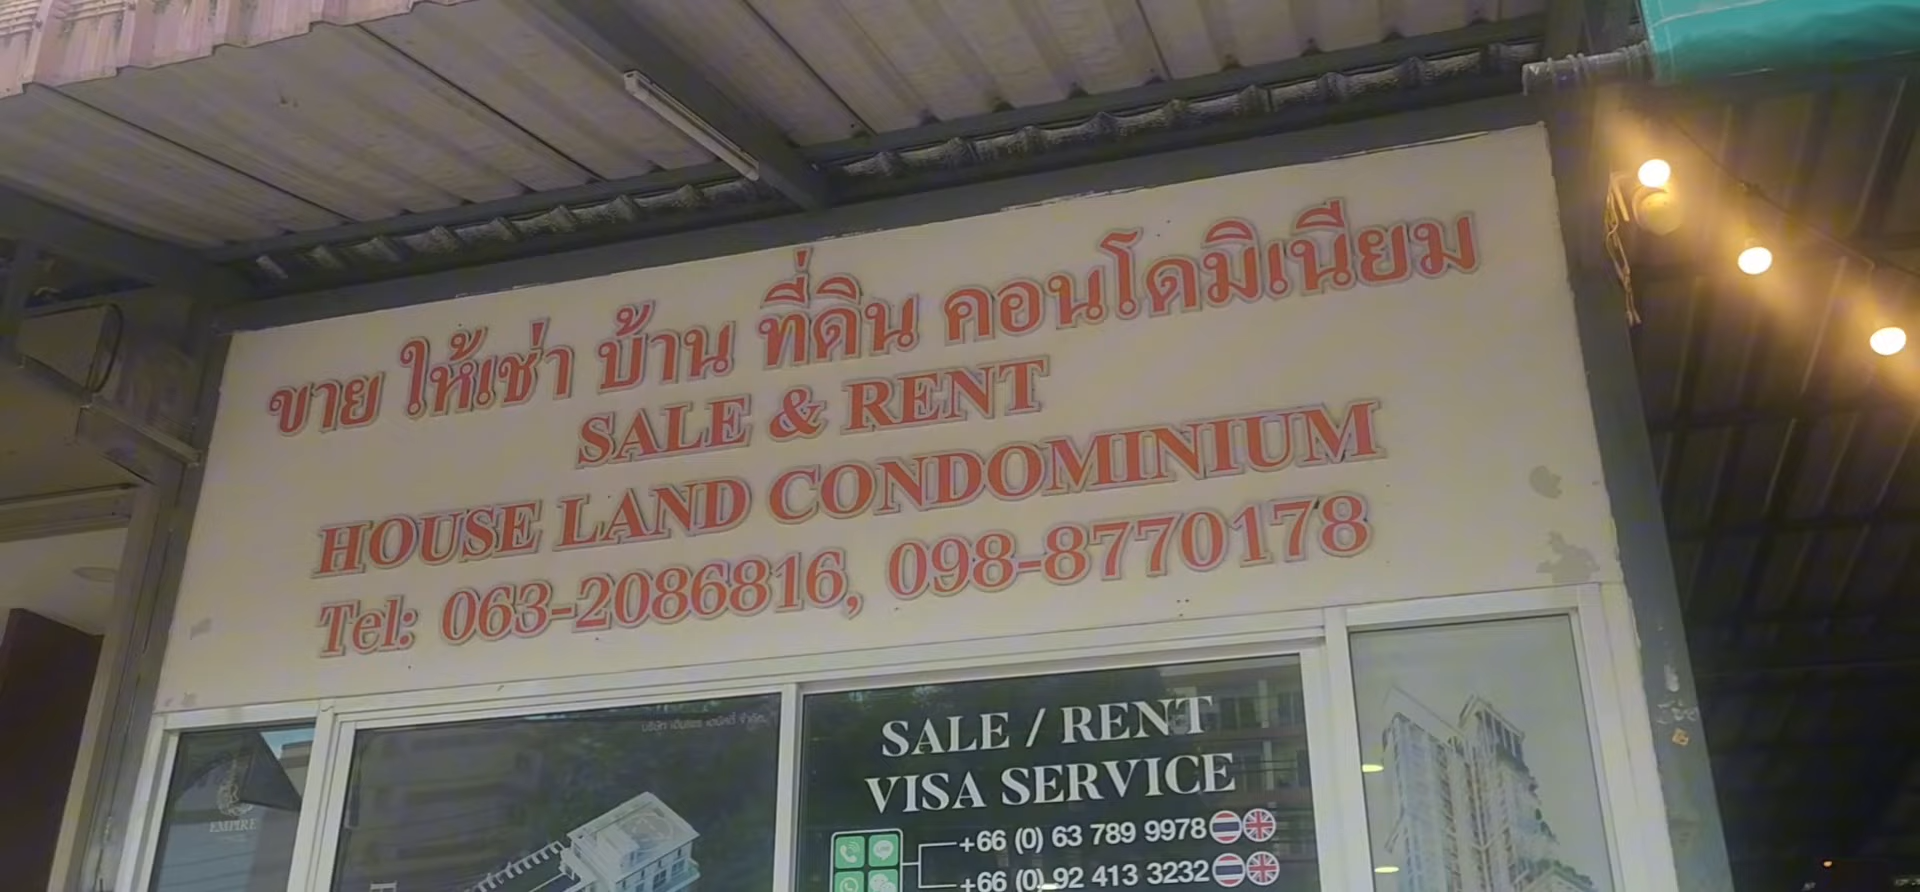 ขาย ให้เช่า บ้าน ที่ดิน คอนโดมิเนียม
SALE & RENT
HOUSE LAND CONDOMINIUM
Tel: 063-2086816, 098-8770178
SALE / RENT
VISA SERVICE
+66 (0) 63 789 9978
+66 (0) 92 413 3232
EMPIRE